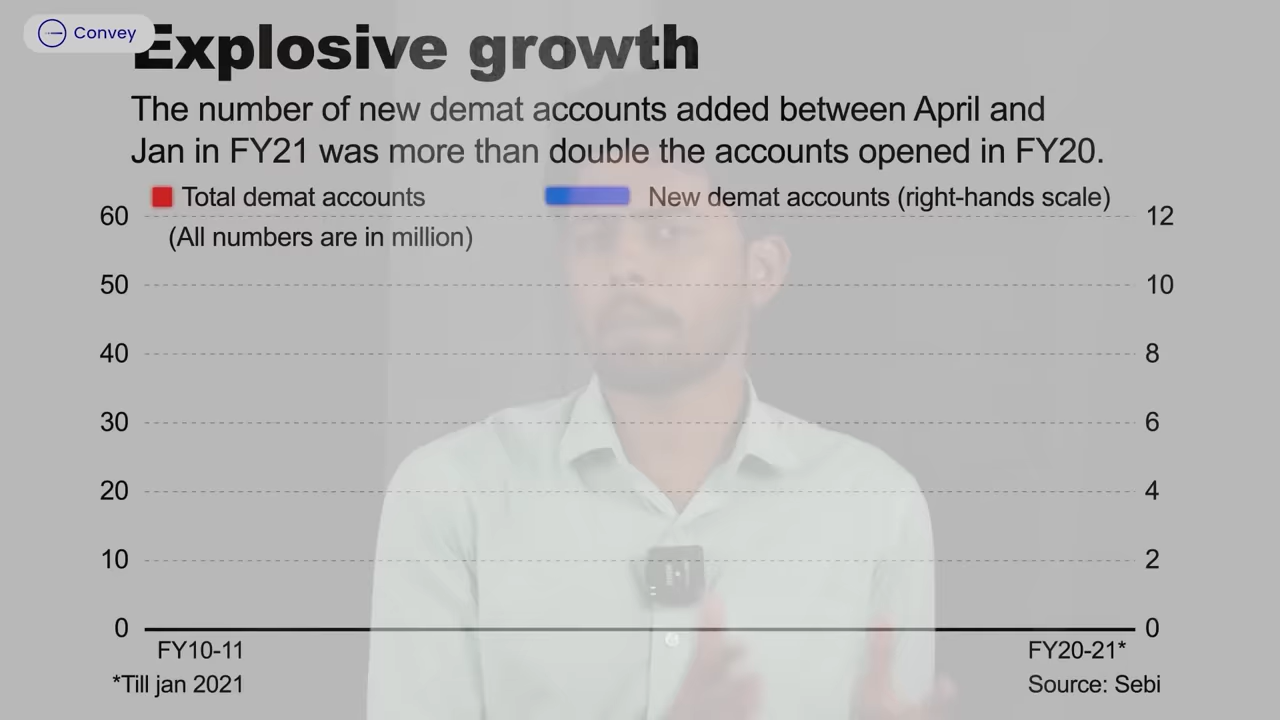 Convey
Explosive growth
The number of new demat accounts added between April and
Jan in FY21 was more than double the accounts opened in FY20.
Total demat accounts
New demat accounts (right-hands scale)
60
12
(All numbers are in million)
50
10
40
8
30
6
20
4
10
2
0
0
FY10-11
FY20-21*
*Till jan 2021
Source: Sebi